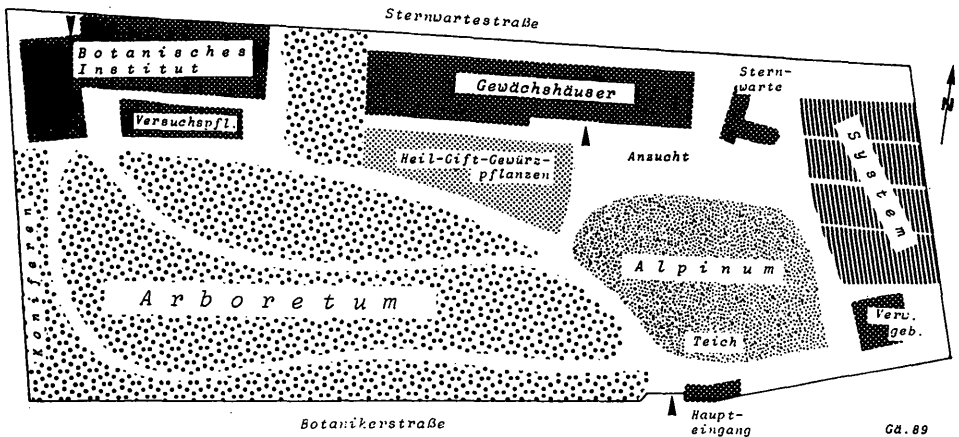 Sternwartestraße
Botanisches
Institut
Gewächshäuser
Stern-
warte
N
Versuchspfl.
System
Heil-Gift-Gewürz-
pflanzen
Anzucht
Koniferen
Alpinum
Arboretum
Verw.
geb.
Teich
Haupt-
eingang
Botanikerstraße
Gä.89